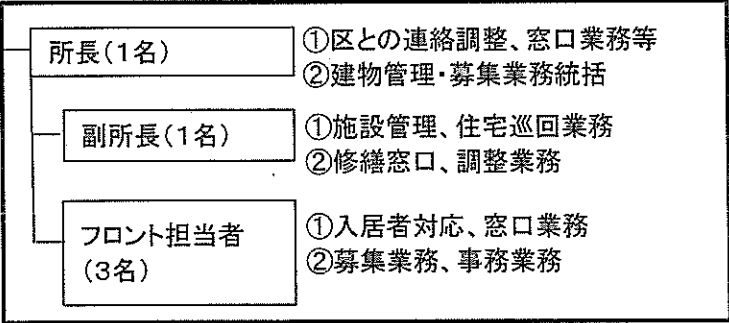 所長(1名)
①区との連絡調整、窓口業務等
②建物管理・募集業務統括
副所長(1名)
①施設管理、住宅巡回業務
②修繕窓口、調整業務
フロント担当者
(3名)
①入居者対応、窓口業務
②募集業務、事務業務